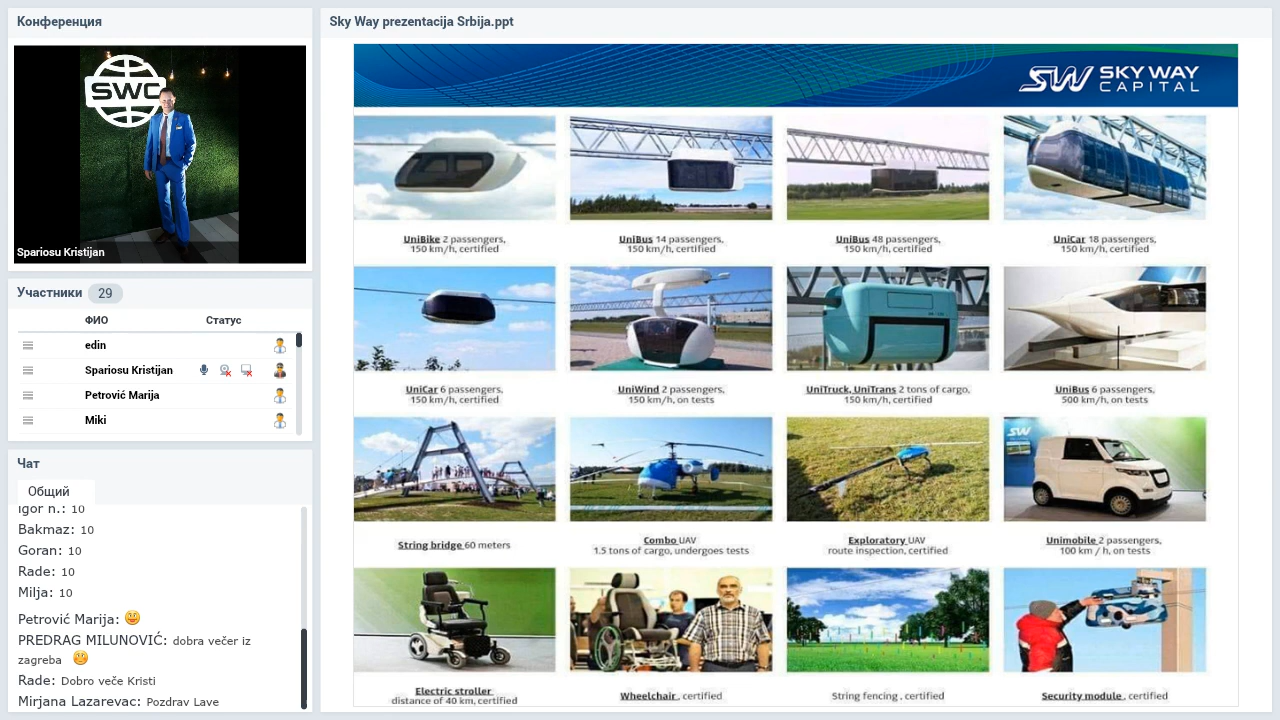 Конференция
SWC
Spariosu Kristijan
Участники 29
ФИО Статус
edin
Spariosu Kristijan
Petrović Marija
Miki
Чат
Общий
igor n.: 10
Bakmaz: 10
Goran: 10
Rade: 10
Milja: 10
Petrović Marija:
PREDRAG MILUNOVIĆ: dobra večer iz
zagreba
Rade: Dobro veče Kristi
Mirjana Lazarevac: Pozdrav Lave
Sky Way prezentacija Srbija.ppt
SW SKY WAY
CAPITAL
UniBike 2 passengers,
150 km/h, certified
UniBus 14 passengers,
150 km/h, certified
UniBus 48 passengers,
150 km/h, certified
UniCar 18 passengers,
150 km/h, certified
UniCar 6 passengers,
150 km/h, certified
UniWind 2 passengers,
150 km/h, on tests
UniTruck, UniTrans 2 tons of cargo,
150 km/h, certified
UniBus 6 passengers,
500 km/h, on tests
String bridge 60 meters
Combo UAV
1.5 tons of cargo, undergoes tests
Exploratory UAV
route inspection, certified
SW
Unimobile 2 passengers,
100 km / h, on tests
Electric stroller
distance of 40 km, certified
Wheelchair , certified
String fencing , certified
Security module , certified